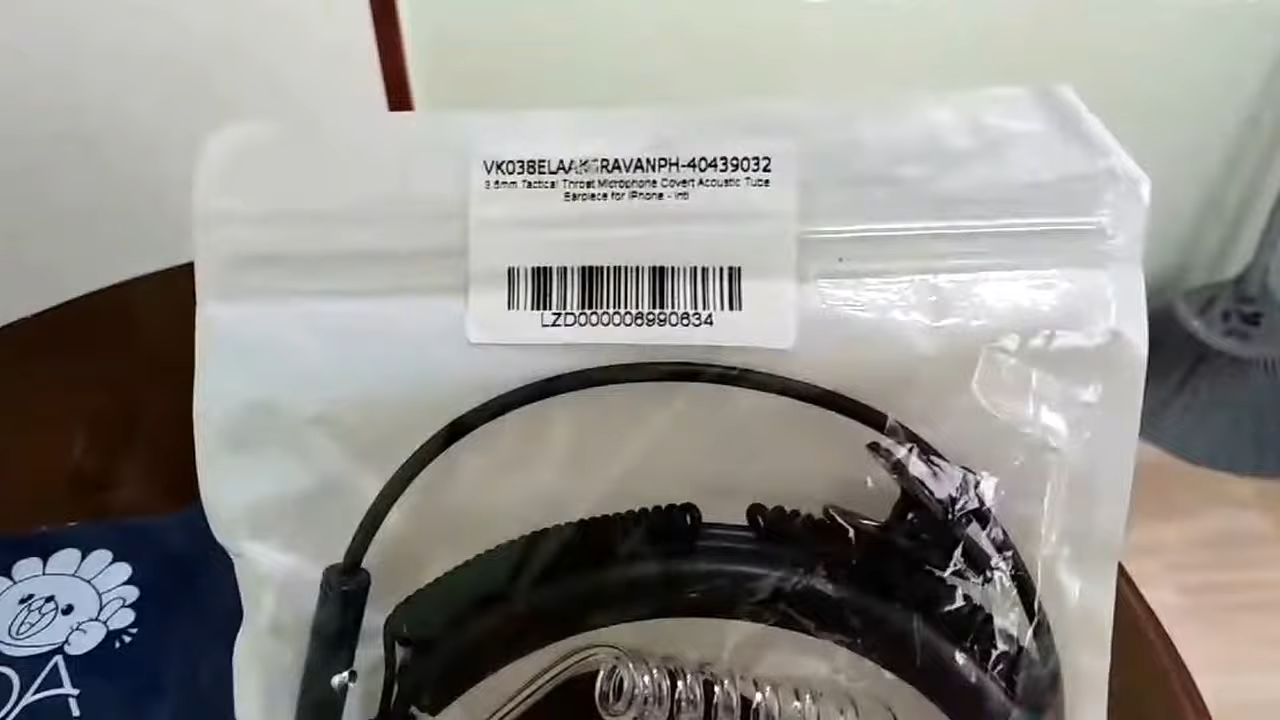 3.5mm Tactical Throat Microphone Covert Acoustic Tube
Earpiece for iPhone - intl
LZD000006990634